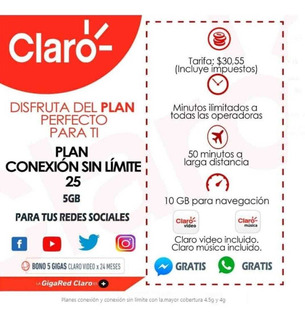 Claro
DISFRUTA DEL PLAN
PERFECTO
PARA TI
PLAN
CONEXIÓN SIN LÍMITE
25
5GB
PARA TUS REDES SOCIALES
BONO 5 GIGAS CLARO VIDEO x 24 MESES
LA GigaRed Claro
Tarifa; $30,55
(Incluye impuestos)
Minutos ilimitados a
todas las operadoras
50 minutos a
larga distancia
10 GB para navegación
Claro video
Claro música
Claro video incluido.
Claro música incluido.
GRATIS
GRATIS
Planes conexión y conexión sin límite con la mayor cobertura 4.5g y 4g